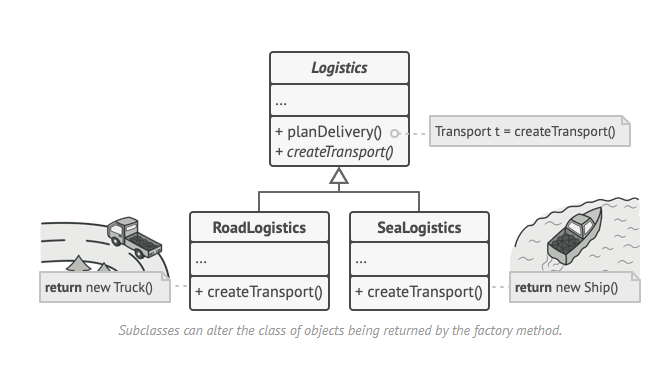 Logistics
...
+ planDelivery()
+ createTransport()
Transport t = createTransport()
RoadLogistics
...
+ createTransport()
SeaLogistics
...
+ createTransport()
return new Truck()
return new Ship()
Subclasses can alter the class of objects being returned by the factory method.